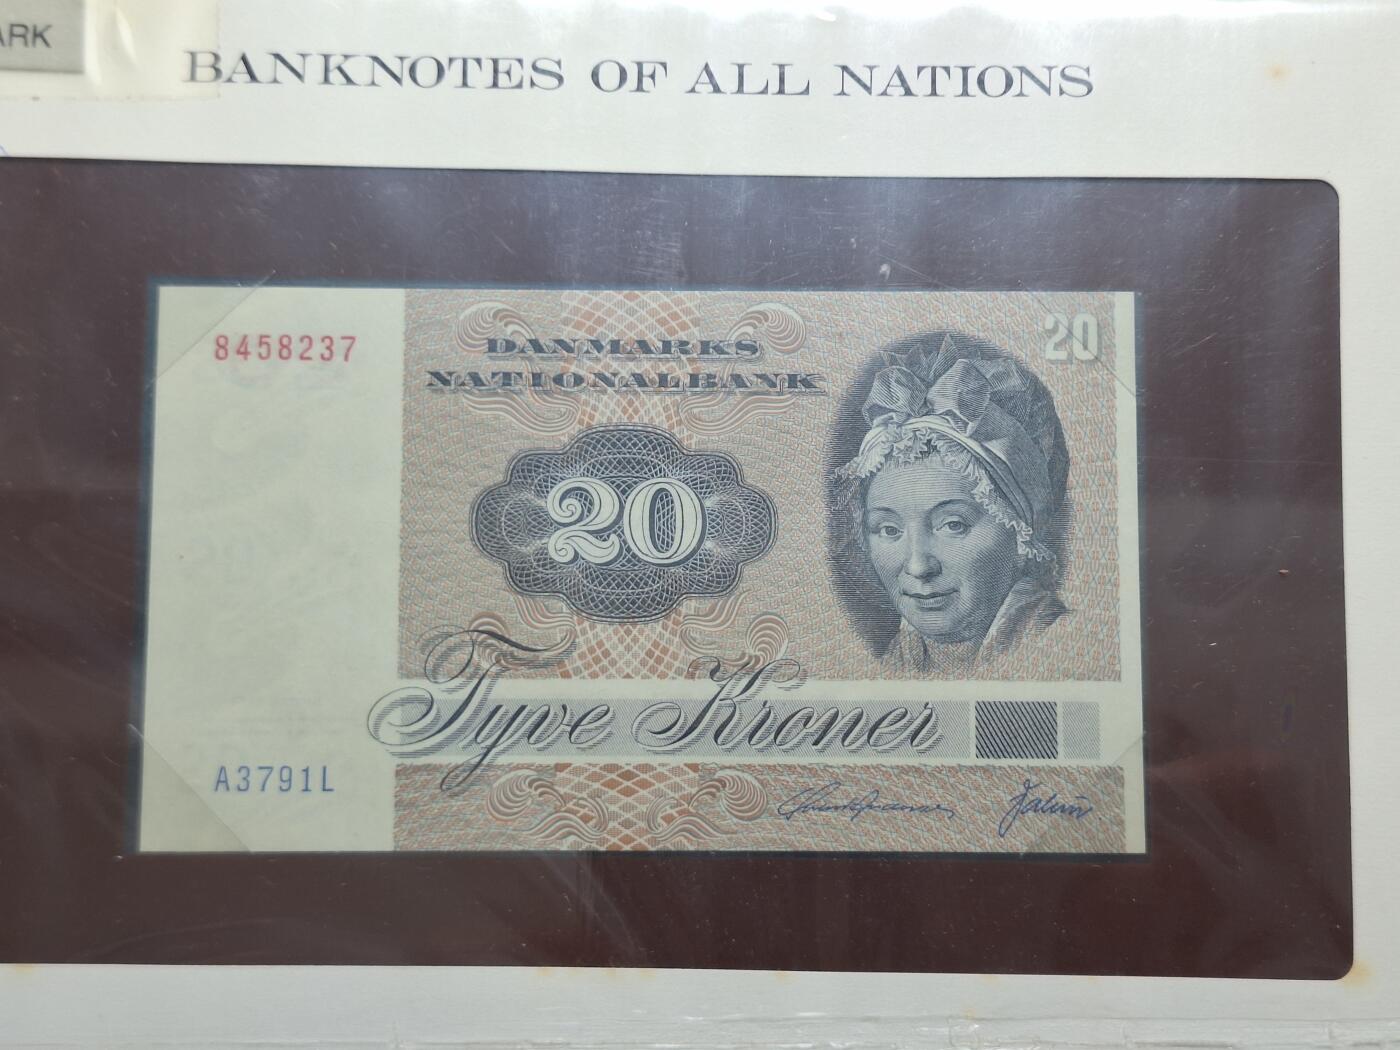 ARK
BANKNOTES OF ALL NATIONS
8458237
DANMARKS
NATIONALBANK
20
20
Tyve Kroner
A3791L